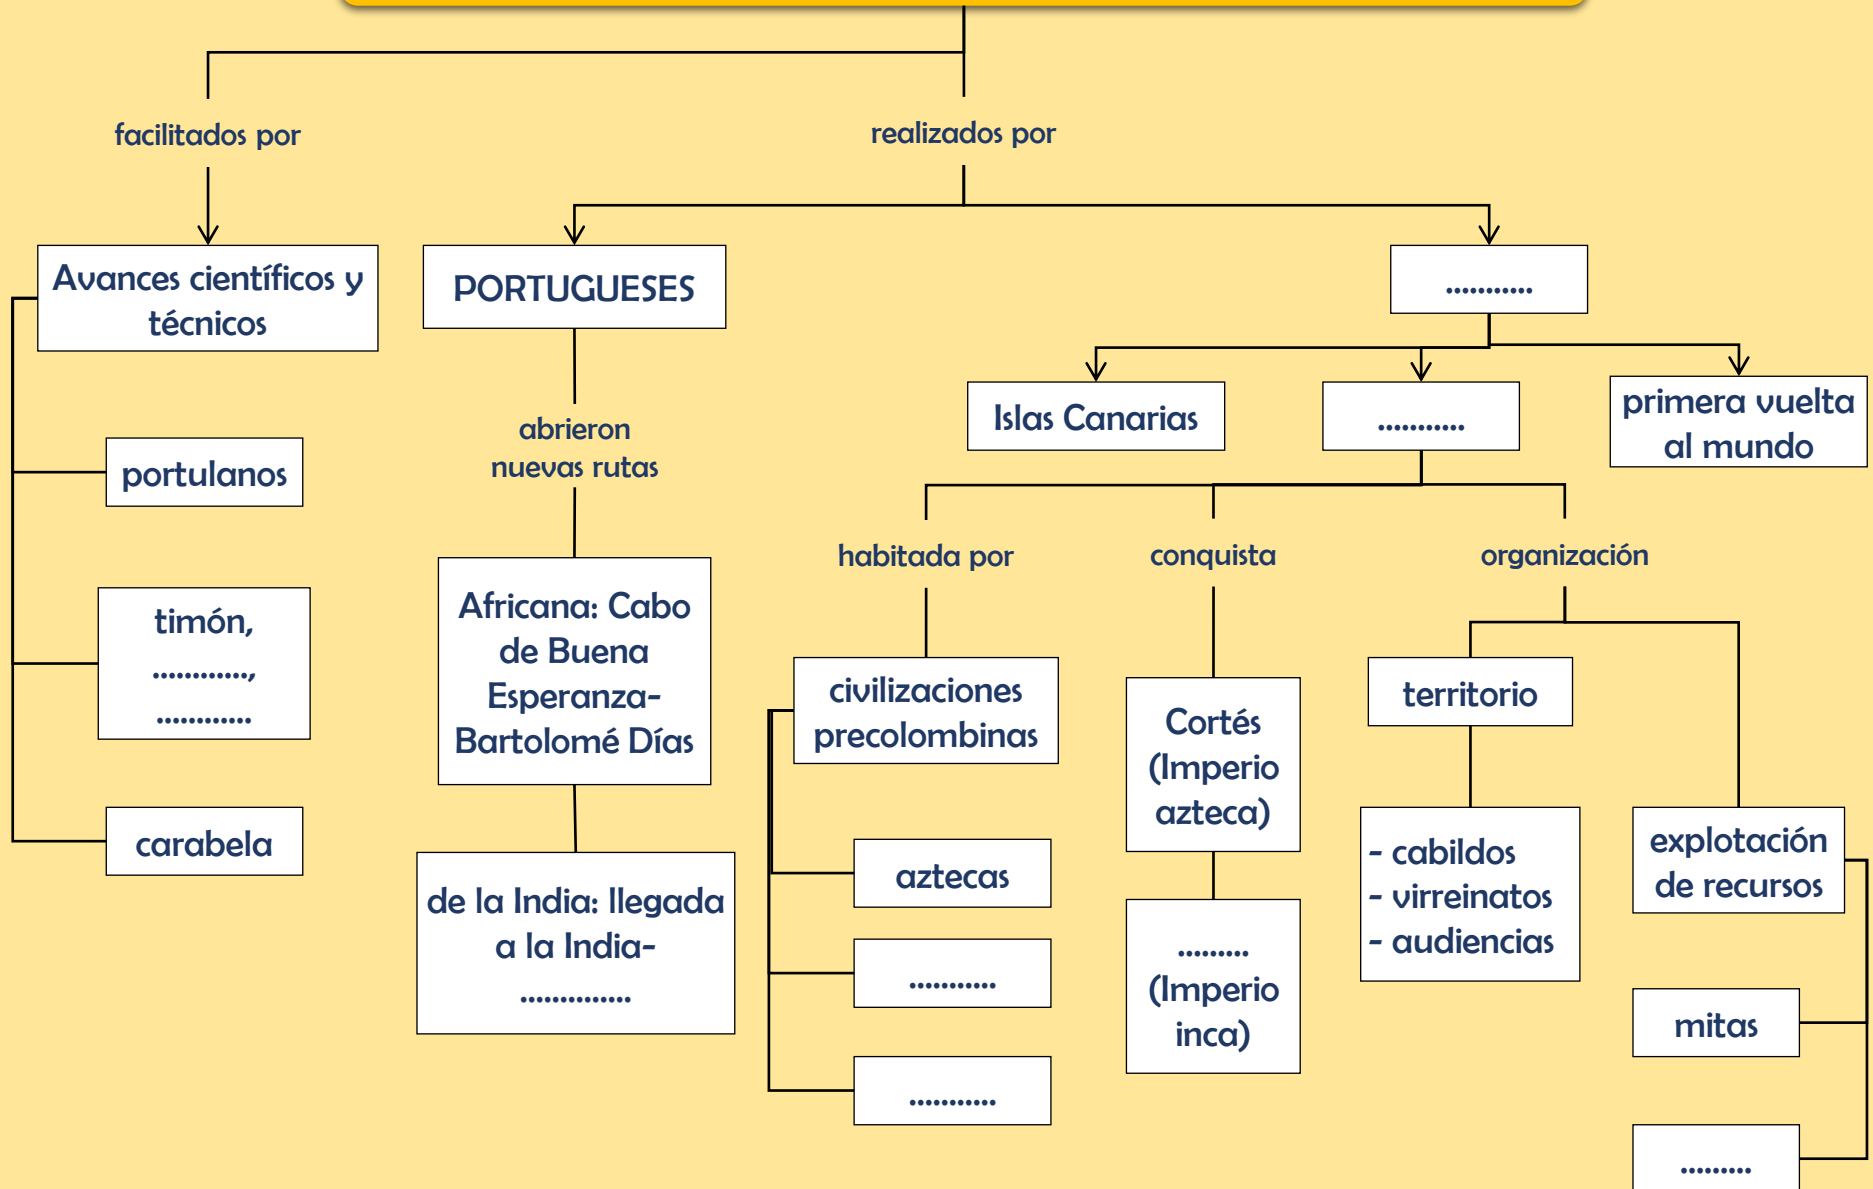 facilitados por
realizados por
Avances científicos y
técnicos
PORTUGUESES
...........
Islas Canarias
...........
primera vuelta
al mundo
portulanos
abrieron
nuevas rutas
habitada por
conquista
organización
timón,
............,
............
Africana: Cabo
de Buena
Esperanza-
Bartolomé Días
civilizaciones
precolombinas
Cortés
(Imperio
azteca)
territorio
carabela
de la India: llegada
a la India-
..............
aztecas
...........
...........
.........
(Imperio
inca)
- cabildos
- virreinatos
- audiencias
explotación
de recursos
mitas
.........